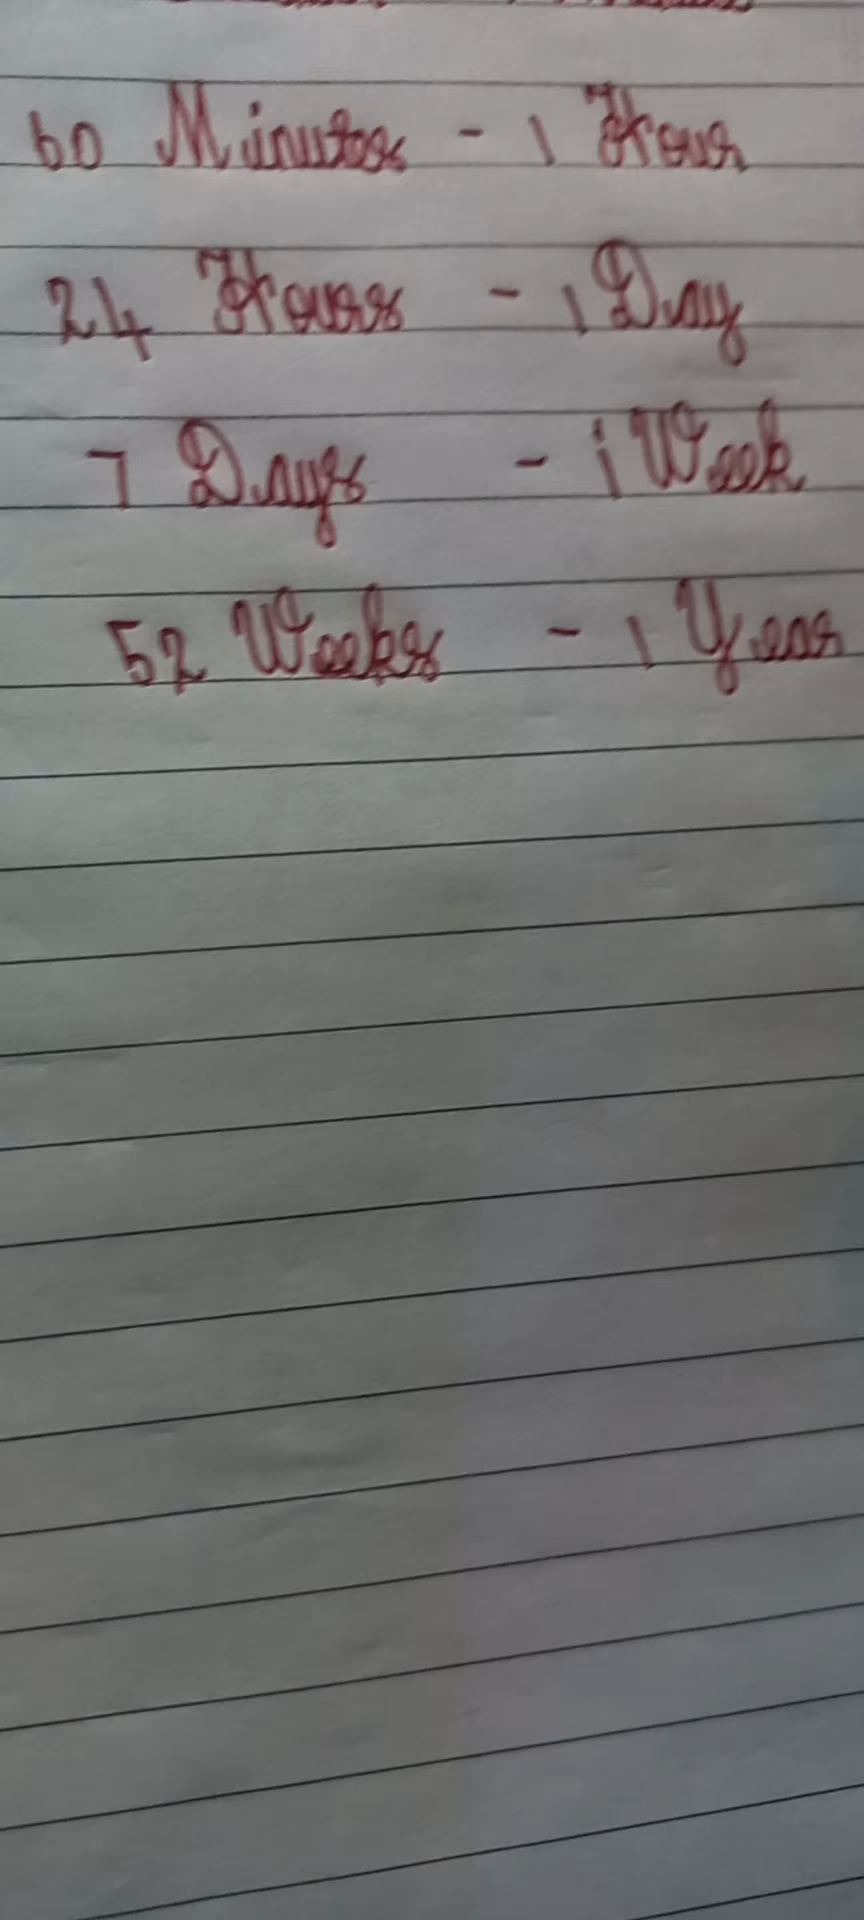 60 Minutes - 1 Hour
24 Hours - 1 Day
7 Days - 1 Week
52 Weeks - 1 Year